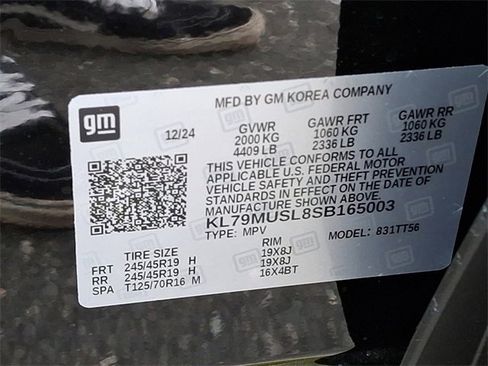 MFD BY GM KOREA COMPANY
gm
12/24 GVWR GAWR FRT GAWR RR
2000 KG 1060 KG 1060 KG
4409 LB 2336 LB 2336 LB
THIS VEHICLE CONFORMS TO ALL
APPLICABLE U.S. FEDERAL MOTOR
VEHICLE SAFETY AND THEFT PREVENTION
STANDARDS IN EFFECT ON THE DATE OF
MANUFACTURE SHOWN ABOVE.
KL79MUSL8SB165003
TYPE: MPV MODEL: 831TT56
TIRE SIZE RIM
FRT 245/45R19 H 19X8J
RR 245/45R19 H 19X8J
SPA T125/70R16 M 16X4BT